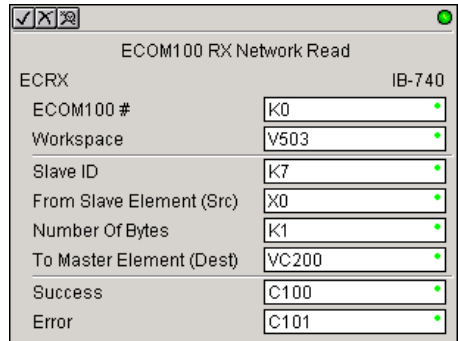 ECOM100 RX Network Read
ECRX IB-740
ECOM100 # K0
Workspace V503
Slave ID K7
From Slave Element (Src) X0
Number Of Bytes K1
To Master Element (Dest) VC200
Success C100
Error C101